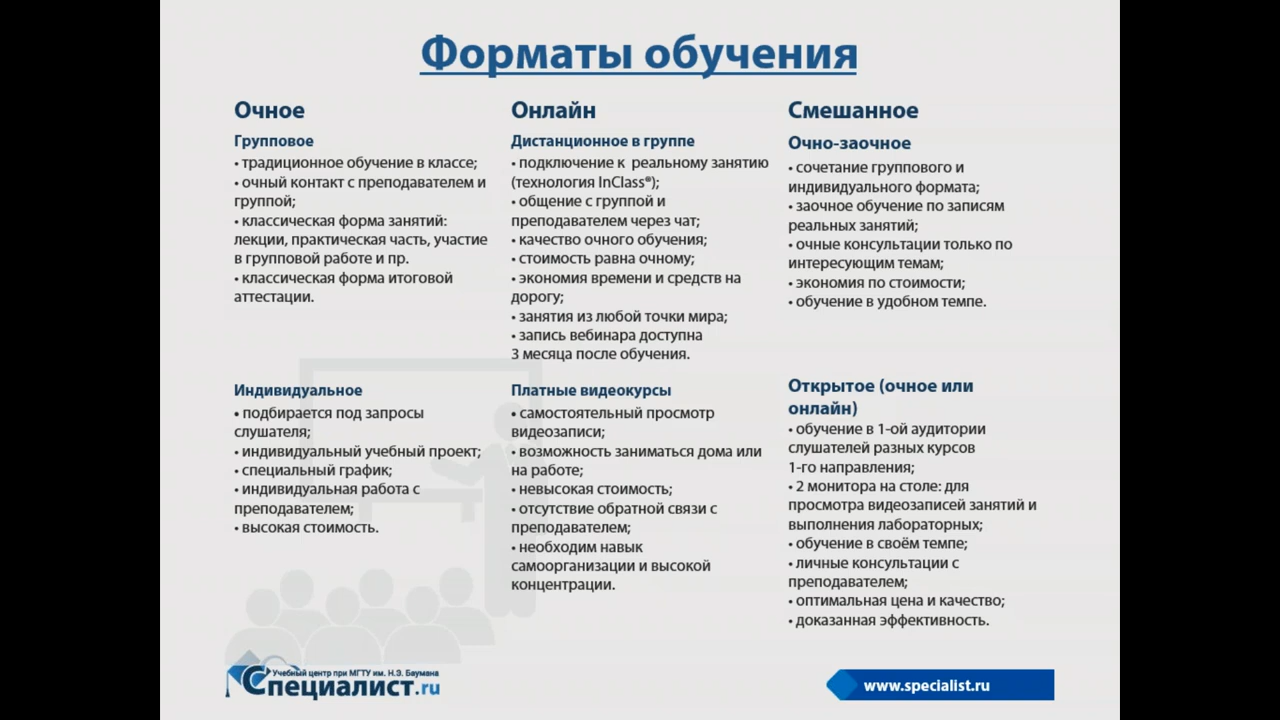 Форматы обучения
Очное
Групповое
• традиционное обучение в классе;
• очный контакт с преподавателем и
группой;
• классическая форма занятий:
лекции, практическая часть, участие
в групповой работе и пр.
• классическая форма итоговой
аттестации.
Индивидуальное
• подбирается под запросы
слушателя;
• индивидуальный учебный проект;
• специальный график;
• индивидуальная работа с
преподавателем;
• высокая стоимость.
Онлайн
Дистанционное в группе
• подключение к реальному занятию
(технология InClass®);
• общение с группой и
преподавателем через чат;
• качество очного обучения;
• стоимость равна очному;
• экономия времени и средств на
дорогу;
• занятия из любой точки мира;
• запись вебинара доступна
3 месяца после обучения.
Платные видеокурсы
• самостоятельный просмотр
видеозаписи;
• возможность заниматься дома или
на работе;
• невысокая стоимость;
• отсутствие обратной связи с
преподавателем;
• необходим навык
самоорганизации и высокой
концентрации.
Смешанное
Очно-заочное
• сочетание группового и
индивидуального формата;
• заочное обучение по записям
реальных занятий;
• очные консультации только по
интересующим темам;
• экономия по стоимости;
• обучение в удобном темпе.
Открытое (очное или
онлайн)
• обучение в 1-ой аудитории
слушателей разных курсов
1-го направления;
• 2 монитора на столе: для
просмотра видеозаписей занятий и
выполнения лабораторных;
• обучение в своём темпе;
• личные консультации с
преподавателем;
• оптимальная цена и качество;
• доказанная эффективность.
Учебный центр при МГТУ им. Н.Э. Баумана
Специалист.ru
www.specialist.ru